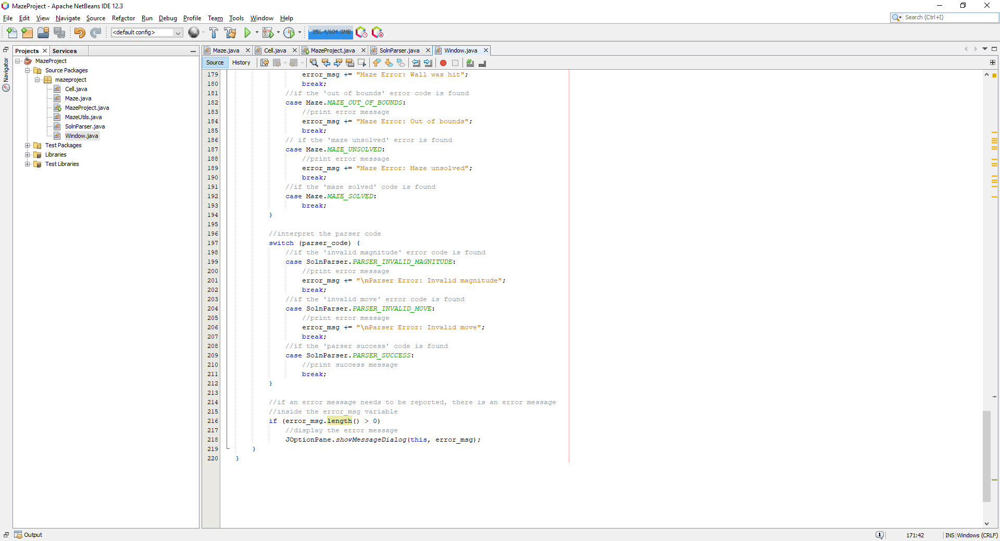 MazeProject - Apache NetBeans IDE 12.3
File Edit View Navigate Source Refactor Run Debug Profile Team Tools Window Help
Search (Ctrl+I)
<default config>
356.4/604.0MB
Projects Services
Navigator
MazeProject
Source Packages
mazeproject
Cell.java
Maze.java
MazeProject.java
MazeUtils.java
SolnParser.java
Window.java
Test Packages
Libraries
Test Libraries
Maze.java Cell.java MazeProject.java SolnParser.java Window.java
Source History
179 error_msg += "Maze Error: Wall was hit";
180 break;
181 //if the 'out of bounds' error code is found
182 case Maze.MAZE_OUT_OF_BOUNDS:
183 //print error message
184 error_msg += "Maze Error: Out of bounds";
185 break;
186 // if the 'maze unsolved' error is found
187 case Maze.MAZE_UNSOLVED:
188 //print error message
189 error_msg += "Maze Error: Maze unsolved";
190 break;
191 //if the 'maze solved' code is found
192 case Maze.MAZE_SOLVED:
193 break;
194 }
195
196 //interpret the parser code
197 switch (parser_code) {
198 //if the 'invalid magnitude' error code is found
199 case SolnParser.PARSER_INVALID_MAGNITUDE:
200 //print error message
201 error_msg += "\nParser Error: Invalid magnitude";
202 break;
203 //if the 'invalid move' error code is found
204 case SolnParser.PARSER_INVALID_MOVE:
205 //print error message
206 error_msg += "\nParser Error: Invalid move";
207 break;
208 //if the 'parser success' code is found
209 case SolnParser.PARSER_SUCCESS:
210 //print success message
211 break;
212 }
213
214 //if an error message needs to be reported, there is an error message
215 //inside the error_msg variable
216 if (error_msg.length() > 0)
217 //display the error message
218 JOptionPane.showMessageDialog(this, error_msg);
219 }
220 }
Output
1 171:42 INS Windows (CRLF)